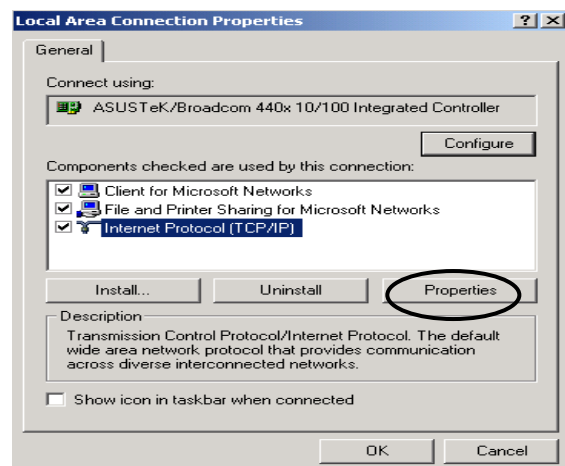 Local Area Connection Properties
General
Connect using:
ASUSTeK/Broadcom 440x 10/100 Integrated Controller
Configure
Components checked are used by this connection:
Client for Microsoft Networks
File and Printer Sharing for Microsoft Networks
Internet Protocol (TCP/IP)
Install... Uninstall Properties
Description
Transmission Control Protocol/Internet Protocol. The default
wide area network protocol that provides communication
across diverse interconnected networks.
Show icon in taskbar when connected
OK Cancel